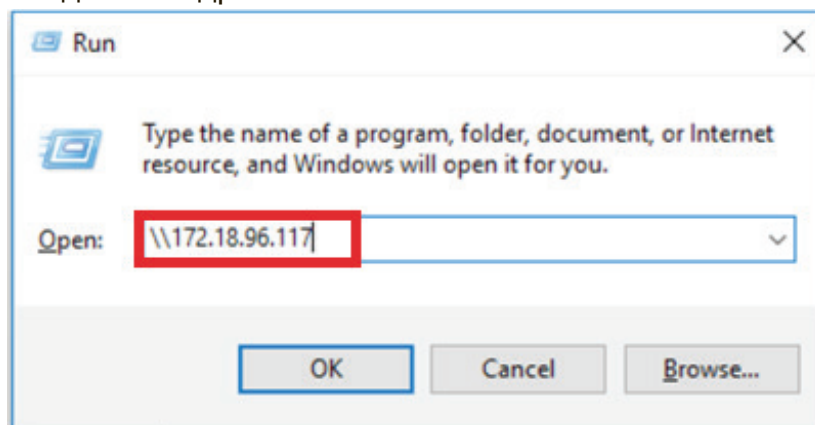 Run
Type the name of a program, folder, document, or Internet
resource, and Windows will open it for you.
Open: \\172.18.96.117
OK Cancel Browse...